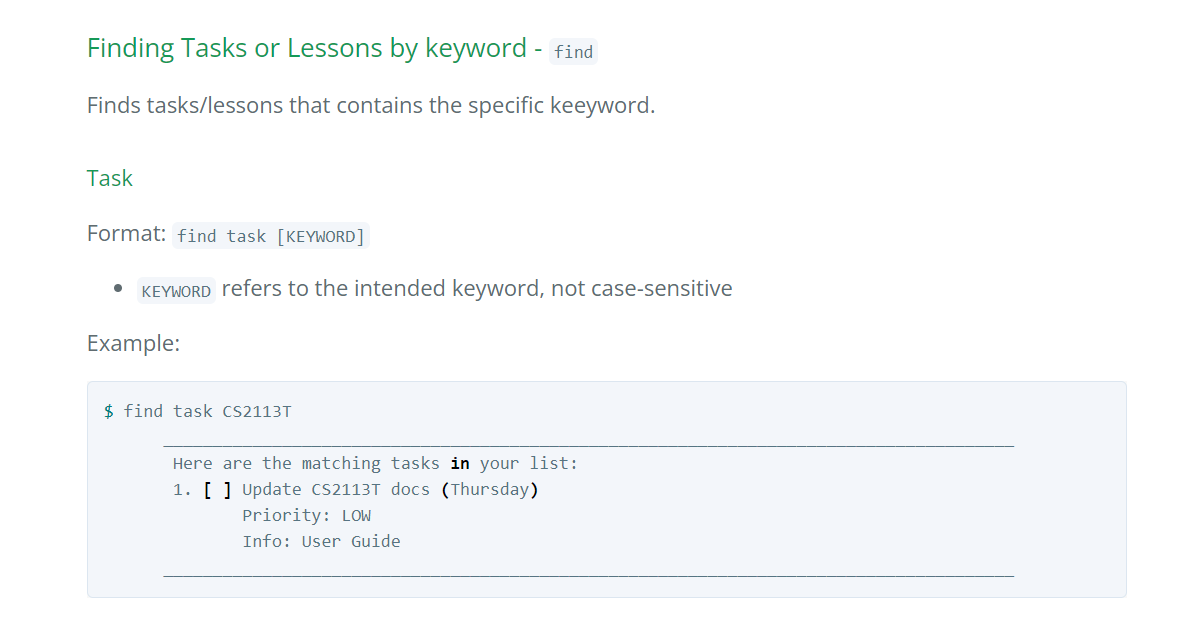 Finding Tasks or Lessons by keyword - find
Finds tasks/lessons that contains the specific keeyword.
Task
Format: find task [KEYWORD]
• KEYWORD refers to the intended keyword, not case-sensitive
Example:
$ find task CS2113T
______________________________________________________________________________________
Here are the matching tasks in your list:
1. [ ] Update CS2113T docs (Thursday)
Priority: LOW
Info: User Guide
______________________________________________________________________________________